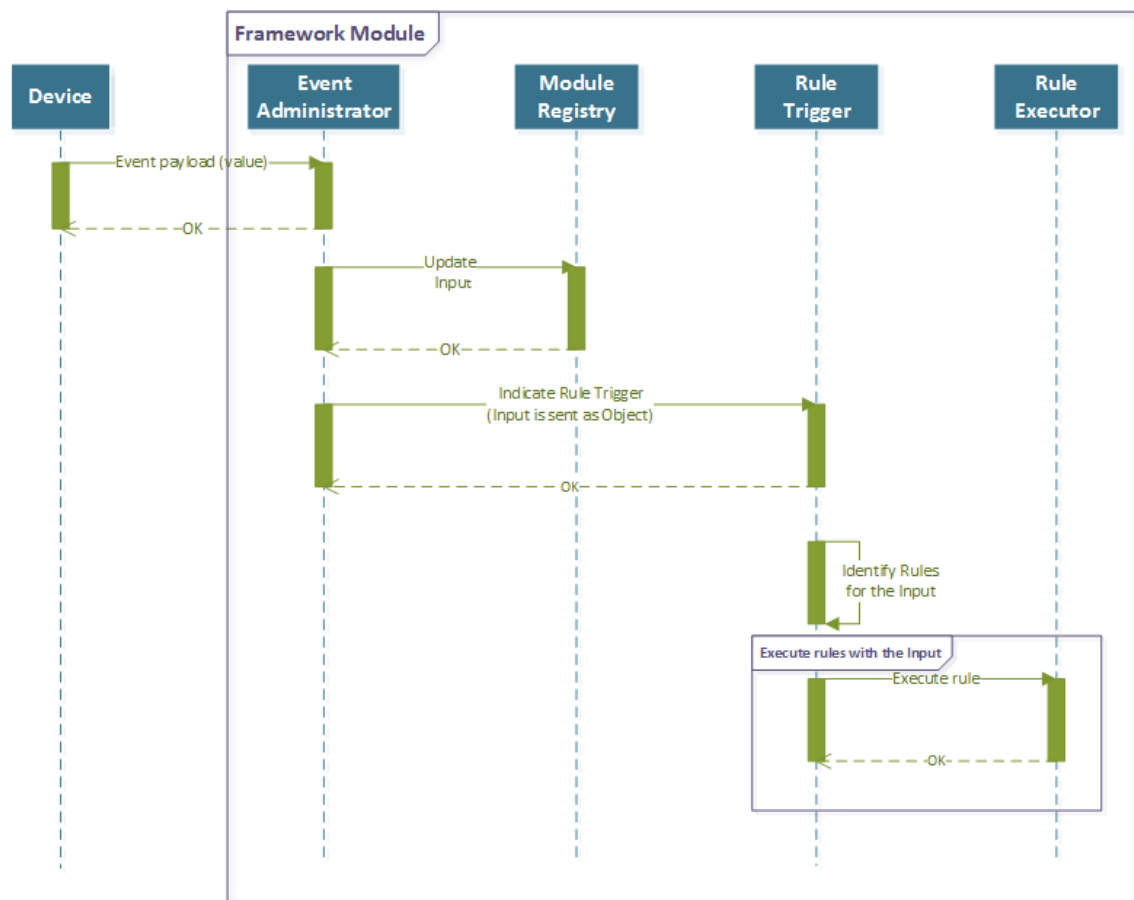 Framework Module
Device
Event
Administrator
Module
Registry
Rule
Trigger
Rule
Executor
Event payload (value)
OK
Update
Input
OK
Indicate Rule Trigger
(Input is sent as Object)
OK
Identify Rules
for the Input
Execute rules with the Input
Execute rule
OK